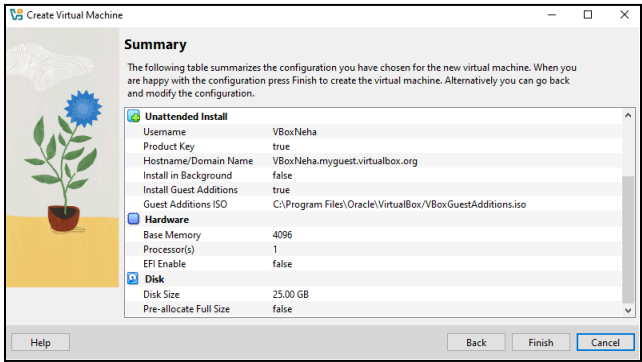 Create Virtual Machine
Summary
The following table summarizes the configuration you have chosen for the new virtual machine. When you
are happy with the configuration press Finish to create the virtual machine. Alternatively you can go back
and modify the configuration.
Unattended Install
Username VBoxNeha
Product Key true
Hostname/Domain Name VBoxNeha.myguest.virtualbox.org
Install in Background false
Install Guest Additions true
Guest Additions ISO C:\Program Files\Oracle\VirtualBox/VBoxGuestAdditions.iso
Hardware
Base Memory 4096
Processor(s) 1
EFI Enable false
Disk
Disk Size 25.00 GB
Pre-allocate Full Size false
Help Back Finish Cancel